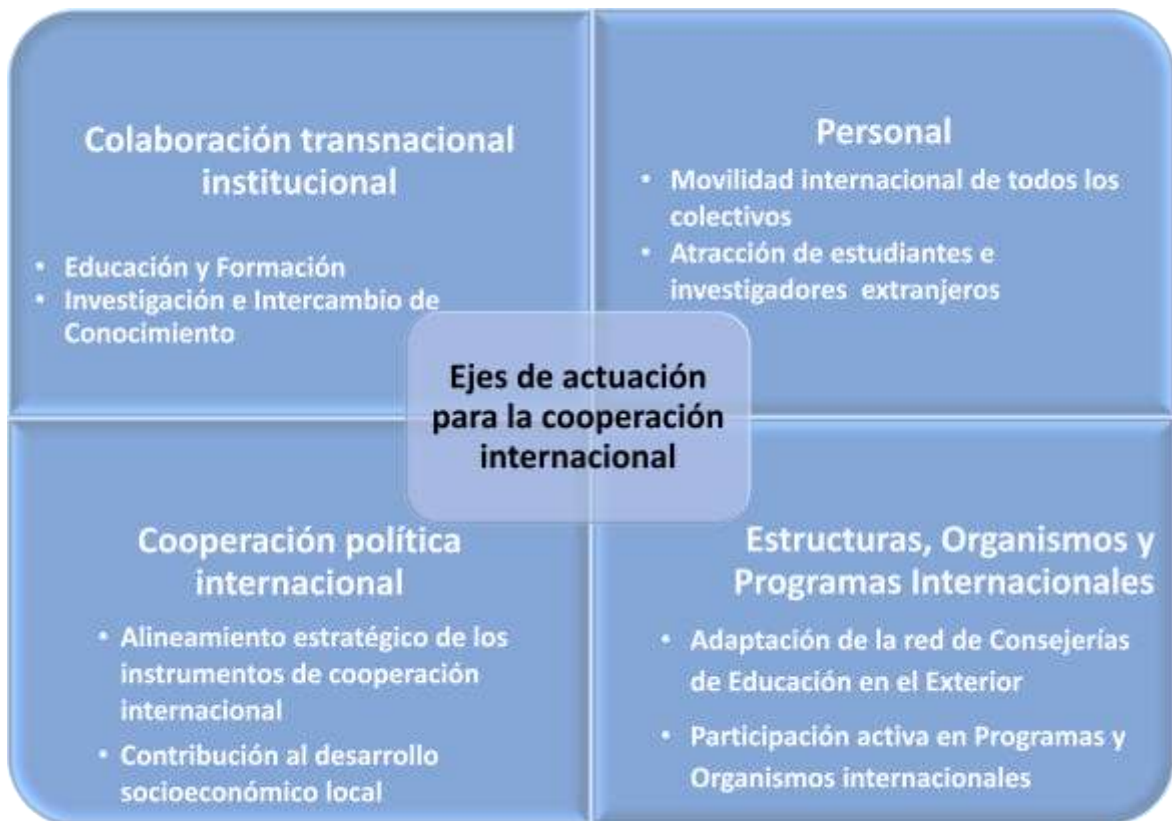 Colaboración transnacional
institucional
• Educación y Formación
• Investigación e Intercambio de
Conocimiento
Personal
• Movilidad internacional de todos los
colectivos
• Atracción de estudiantes e
investigadores extranjeros
Ejes de actuación
para la cooperación
internacional
Cooperación política
internacional
• Alineamiento estratégico de los
instrumentos de cooperación
internacional
• Contribución al desarrollo
socioeconómico local
Estructuras, Organismos y
Programas Internacionales
• Adaptación de la red de Consejerías
de Educación en el Exterior
• Participación activa en Programas y
Organismos internacionales